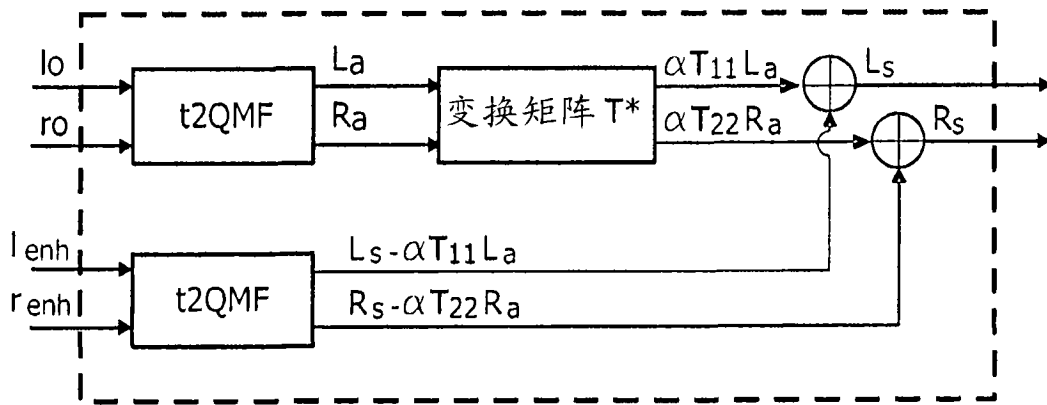 lo
ro
t2QMF
La
Ra
变换矩阵 T*
αT11La
αT22Ra
Ls
Rs
lenh
renh
t2QMF
Ls-αT11La
Rs-αT22Ra